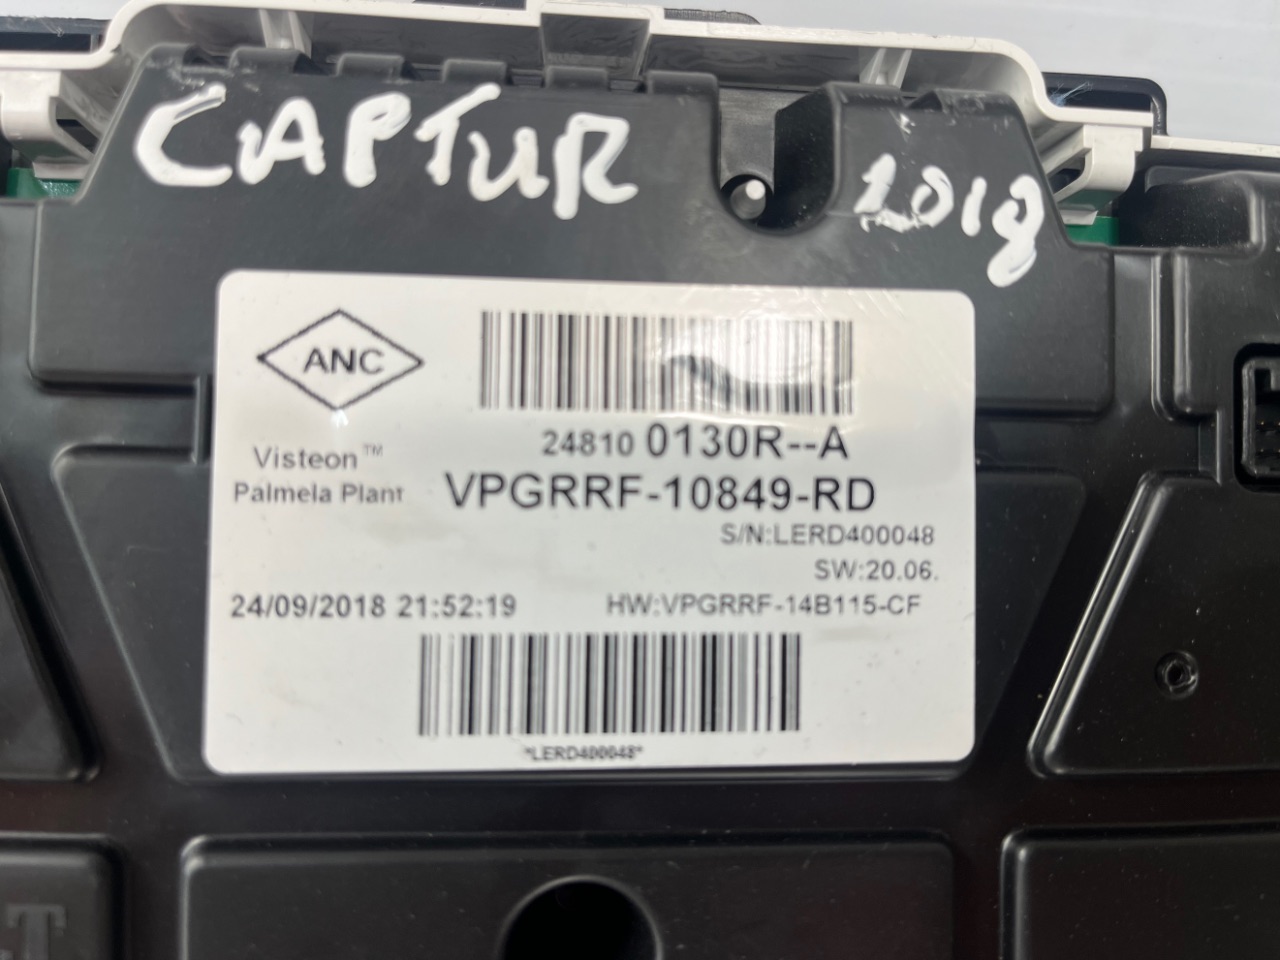 CAPTUR 2018
ANC
24810 0130R--A
Visteon™
Palmela Plant
VPGRRF-10849-RD
S/N:LERD400048
SW:20.06.
24/09/2018 21:52:19 HW:VPGRRF-14B115-CF
*LERD400048*
T